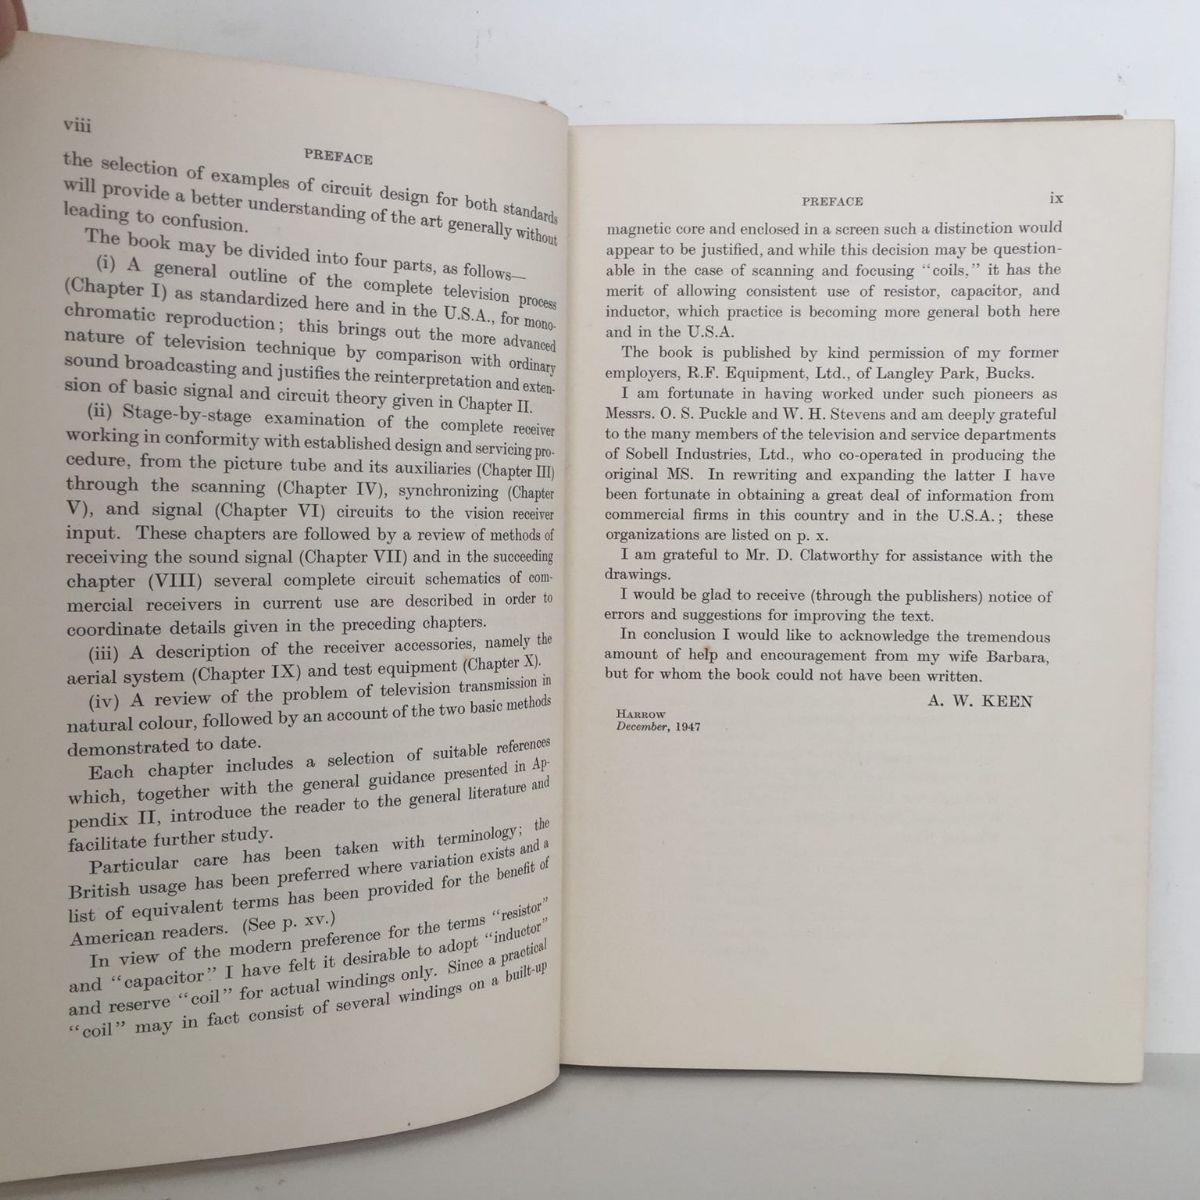 viii
PREFACE
the selection of examples of circuit design for both standards
will provide a better understanding of the art generally without
leading to confusion.
The book may be divided into four parts, as follows—
(i) A general outline of the complete television process
(Chapter I) as standardized here and in the U.S.A., for mono-
chromatic reproduction; this brings out the more advanced
nature of television technique by comparison with ordinary
sound broadcasting and justifies the reinterpretation and exten-
sion of basic signal and circuit theory given in Chapter II.
(ii) Stage-by-stage examination of the complete receiver
working in conformity with established design and servicing pro-
cedure, from the picture tube and its auxiliaries (Chapter III)
through the scanning (Chapter IV), synchronizing (Chapter
V), and signal (Chapter VI) circuits to the vision receiver
input. These chapters are followed by a review of methods of
receiving the sound signal (Chapter VII) and in the succeeding
chapter (VIII) several complete circuit schematics of com-
mercial receivers in current use are described in order to
coordinate details given in the preceding chapters.
(iii) A description of the receiver accessories, namely the
aerial system (Chapter IX) and test equipment (Chapter X).
(iv) A review of the problem of television transmission in
natural colour, followed by an account of the two basic methods
demonstrated to date.
Each chapter includes a selection of suitable references
which, together with the general guidance presented in Ap-
pendix II, introduce the reader to the general literature and
facilitate further study.
Particular care has been taken with terminology; the
British usage has been preferred where variation exists and a
list of equivalent terms has been provided for the benefit of
American readers. (See p. xv.)
In view of the modern preference for the terms "resistor"
and "capacitor" I have felt it desirable to adopt "inductor"
and reserve "coil" for actual windings only. Since a practical
"coil" may in fact consist of several windings on a built-up
PREFACE
ix
magnetic core and enclosed in a screen such a distinction would
appear to be justified, and while this decision may be question-
able in the case of scanning and focusing "coils," it has the
merit of allowing consistent use of resistor, capacitor, and
inductor, which practice is becoming more general both here
and in the U.S.A.
The book is published by kind permission of my former
employers, R.F. Equipment, Ltd., of Langley Park, Bucks.
I am fortunate in having worked under such pioneers as
Messrs. O. S. Puckle and W. H. Stevens and am deeply grateful
to the many members of the television and service departments
of Sobell Industries, Ltd., who co-operated in producing the
original MS. In rewriting and expanding the latter I have
been fortunate in obtaining a great deal of information from
commercial firms in this country and in the U.S.A.; these
organizations are listed on p. x.
I am grateful to Mr. D. Clatworthy for assistance with the
drawings.
I would be glad to receive (through the publishers) notice of
errors and suggestions for improving the text.
In conclusion I would like to acknowledge the tremendous
amount of help and encouragement from my wife Barbara,
but for whom the book could not have been written.
A. W. KEEN
HARROW
December, 1947